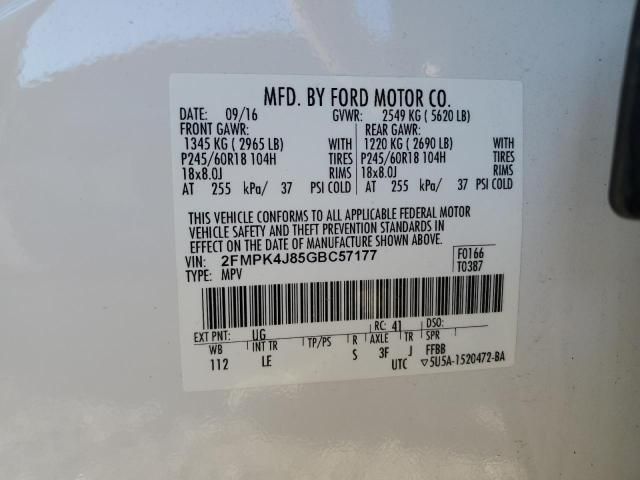 MFD. BY FORD MOTOR CO.
DATE: 09/16 GVWR: 2549 KG ( 5620 LB)
FRONT GAWR: REAR GAWR:
1345 KG ( 2965 LB) WITH 1220 KG ( 2690 LB) WITH
P245/60R18 104H TIRES P245/60R18 104H TIRES
18x8.0J RIMS 18x8.0J RIMS
AT 255 kPa/ 37 PSI COLD AT 255 kPa/ 37 PSI COLD
THIS VEHICLE CONFORMS TO ALL APPLICABLE FEDERAL MOTOR
VEHICLE SAFETY AND THEFT PREVENTION STANDARDS IN
EFFECT ON THE DATE OF MANUFACTURE SHOWN ABOVE.
VIN: 2FMPK4J85GBC57177 F0166
TYPE: MPV T0387
EXT PNT: UG RC: 41 DSO:
WB INT TR TP/PS R AXLE TR SPR
112 LE S 3F J FFBB
UTC ▽5U5A-1520472-BA